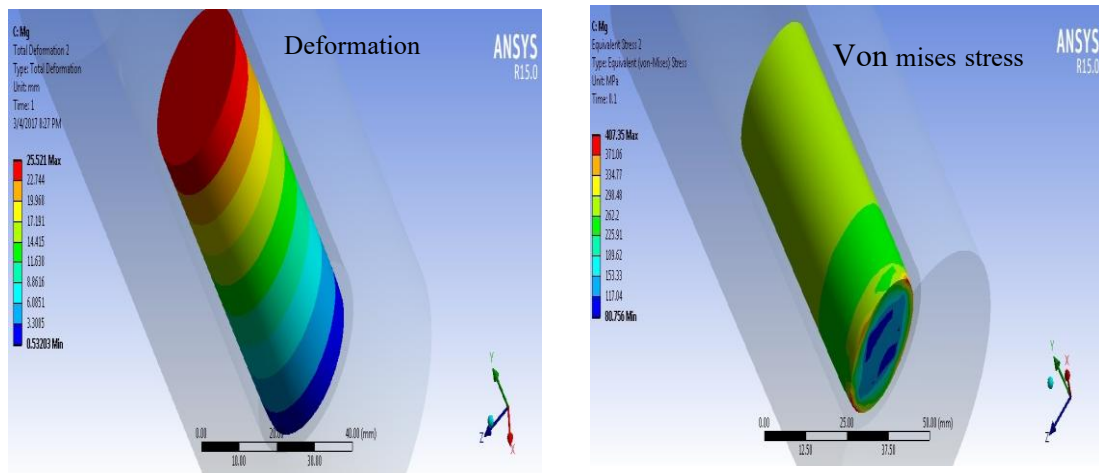 C: Mg
Total Deformation 2
Type: Total Deformation
Unit: mm
Time: 1
3/4/2017 8:27 PM
Deformation
ANSYS
R15.0
25.521 Max
22.744
19.968
17.191
14.415
11.638
8.8616
6.0851
3.3085
0.53203 Min
0.00
20.00
40.00 (mm)
10.00
30.00
Y
Z
X
C: Mg
Equivalent Stress 2
Type: Equivalent (von-Mises) Stress
Unit: MPa
Time: 0.1
Von mises stress
ANSYS
R15.0
407.35 Max
371.06
334.77
298.48
262.2
225.91
189.62
153.33
117.04
80.756 Min
0.00
25.00
50.00 (mm)
12.50
37.50
Y
X
Z